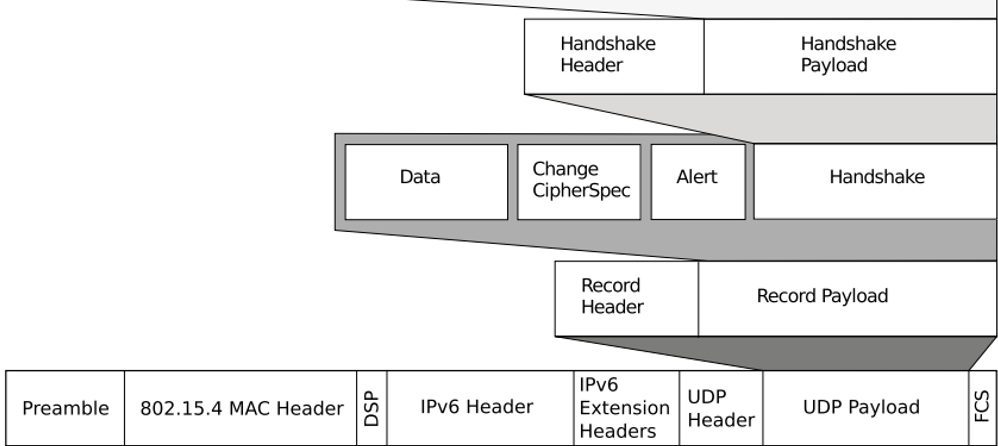 Handshake
Header
Handshake
Payload
Data
Change
CipherSpec
Alert
Handshake
Record
Header
Record Payload
Preamble
802.15.4 MAC Header
DSP
IPv6 Header
IPv6
Extension
Headers
UDP
Header
UDP Payload
FCS